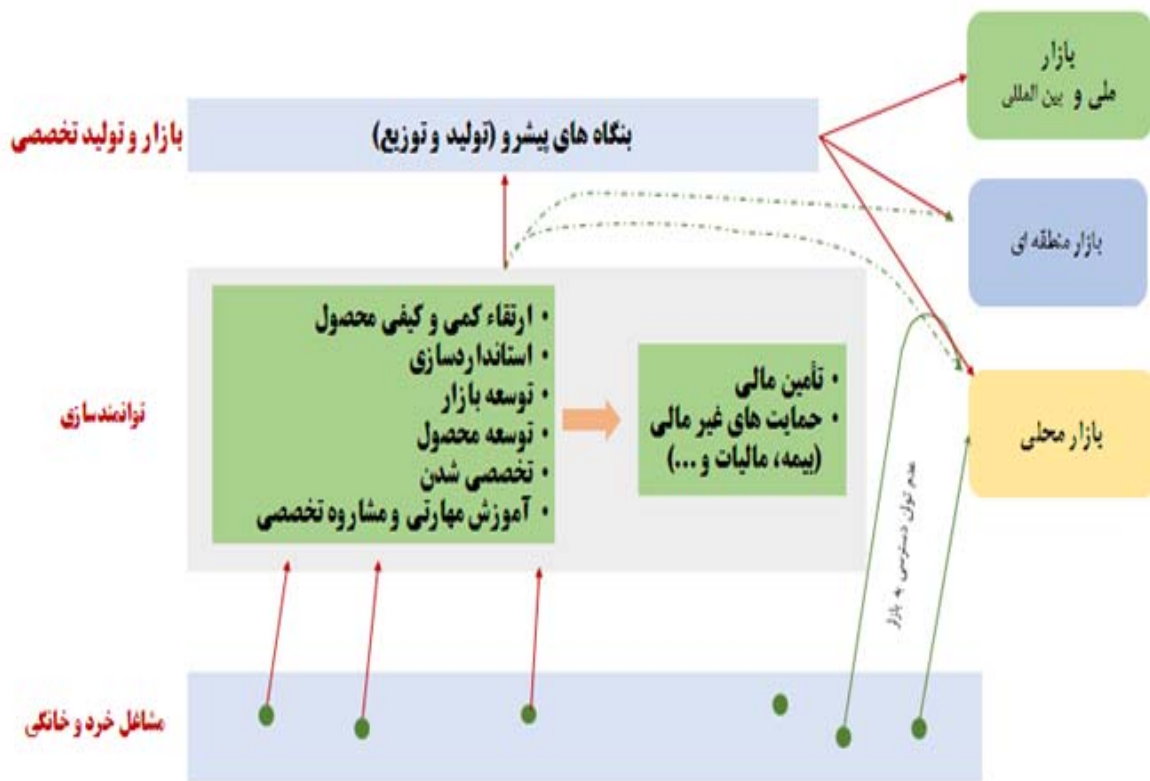 بازار
ملی و بین المللی
بازار و تولید تخصصی
بنگاه های پیشرو (تولید و توزیع)
بازار منطقه ای
توانمندسازی
• ارتقاء کمی و کیفی محصول
• استانداردسازی
• توسعه بازار
• توسعه محصول
• تخصصی شدن
• آموزش مهارتی و مشاروه تخصصی
• تأمین مالی
• حمایت های غیر مالی
(بیمه، مالیات و ...)
بازار محلی
عدم توان دسترسی به بازار
مشاغل خرد و خانگی